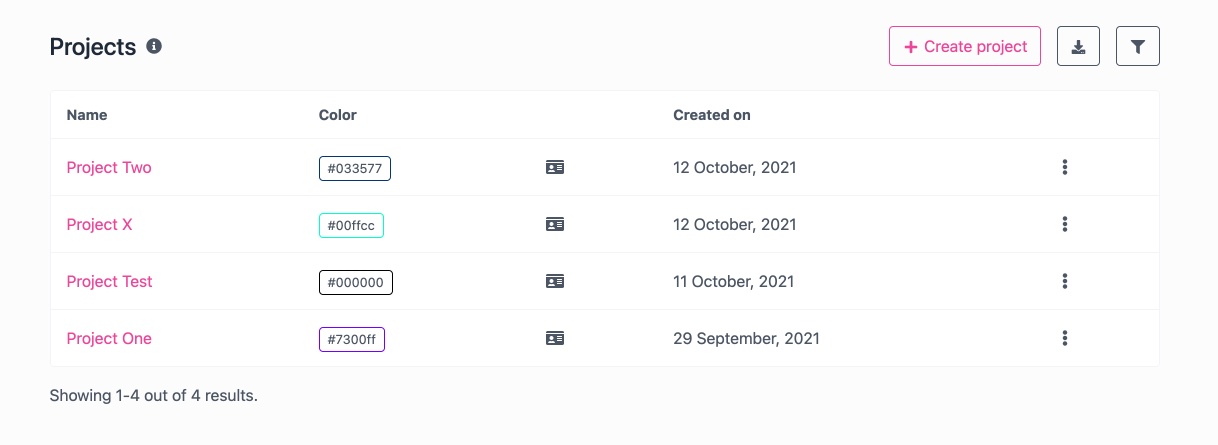 Projects
Create project
Name Color Created on
Project Two #033577 12 October, 2021
Project X #00ffcc 12 October, 2021
Project Test #000000 11 October, 2021
Project One #7300ff 29 September, 2021
Showing 1-4 out of 4 results.